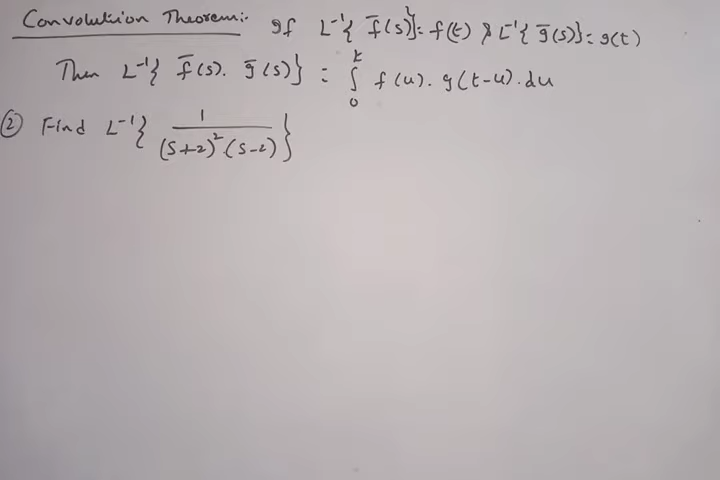 Convolution Theorem:- If L⁻¹{ f̄(s)} = f(t) & L⁻¹{ ḡ(s)} = g(t)
Then L⁻¹{ f̄(s). ḡ(s)} = ∫₀ᵗ f(u). g(t-u). du
② Find L⁻¹{ 1/((s+2)².(s-2)) }